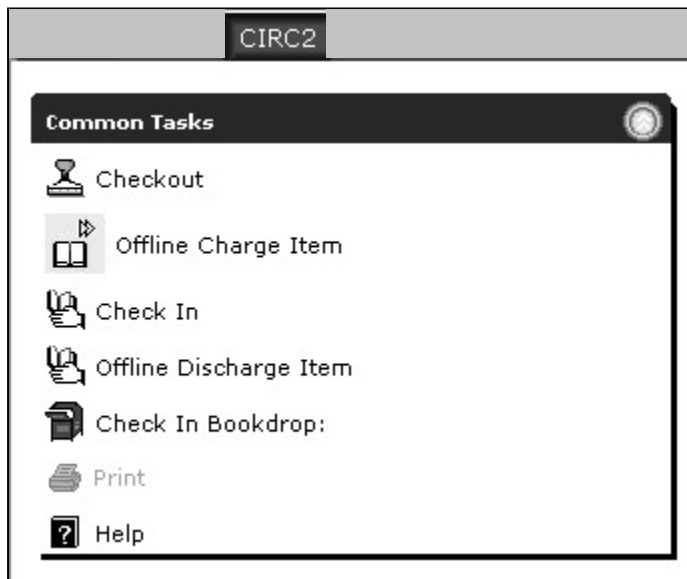 CIRC2
Common Tasks
Checkout
Offline Charge Item
Check In
Offline Discharge Item
Check In Bookdrop:
Print
? Help